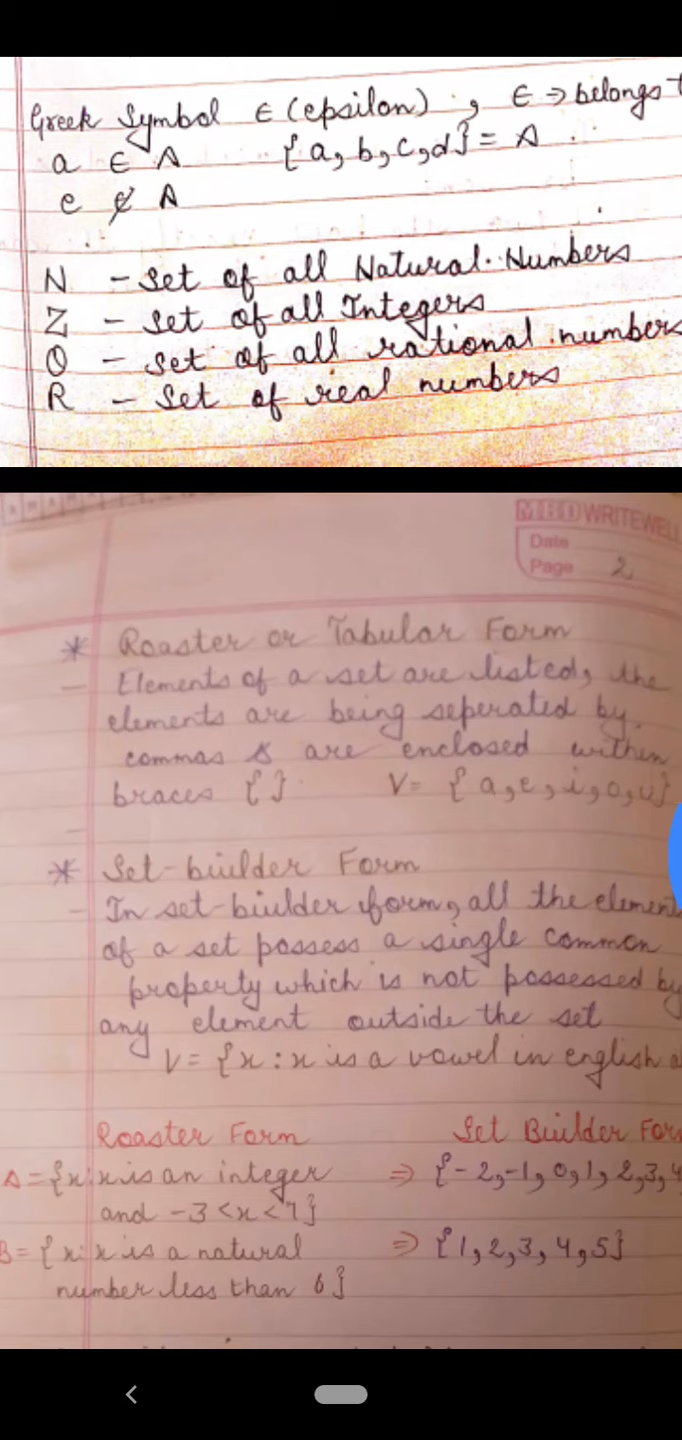 Greek Symbol ∈ (epsilon) , ∈ → belongs t
a ∈ A {a, b, c, d} = A
e ∉ A
N - Set of all Natural Numbers
Z - Set of all Integers
Q - Set of all rational numbers
R - Set of real numbers
MBD WRITEWELL
Date
Page 2
* Roaster or Tabular Form
- Elements of a set are listed, the
elements are being seperated by
commas & are enclosed within
braces { } V = {a, e, i, o, u}
-
* Set-builder Form
- In set-builder form, all the element
of a set possess a single common
property which is not possessed by
any element outside the set
V = {x : x is a vowel in english a
Roaster Form Set Builder For
A = {x : x is an integer ⇒ {-2, -1, 0, 1, 2, 3, 4
and -3 < x < 7}
B = {x : x is a natural ⇒ {1, 2, 3, 4, 5}
number less than 6}